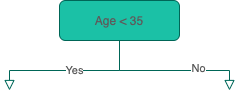 Age < 35
Yes
No